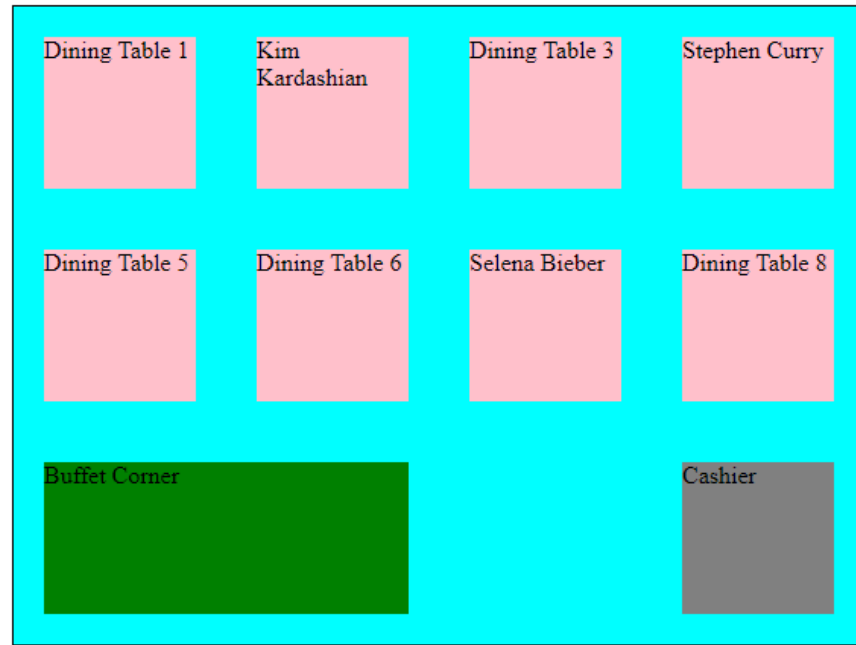 Dining Table 1
Kim
Kardashian
Dining Table 3
Stephen Curry
Dining Table 5
Dining Table 6
Selena Bieber
Dining Table 8
Buffet Corner
Cashier